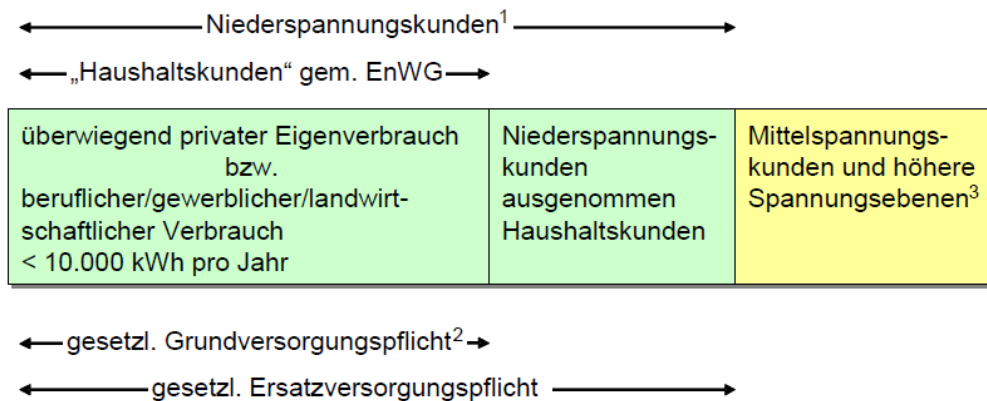 Niederspannungskunden¹
„Haushaltskunden“ gem. EnWG
überwiegend privater Eigenverbrauch
bzw.
beruflicher/gewerblicher/landwirt-
schaftlicher Verbrauch
< 10.000 kWh pro Jahr
Niederspannungs-
kunden
ausgenommen
Haushaltskunden
Mittelspannungs-
kunden und höhere
Spannungsebenen³
gesetzl. Grundversorgungspflicht²
gesetzl. Ersatzversorgungspflicht